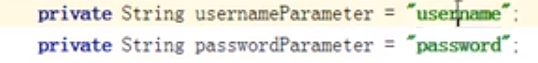 private String usernameParameter = "username";
private String passwordParameter = "password";